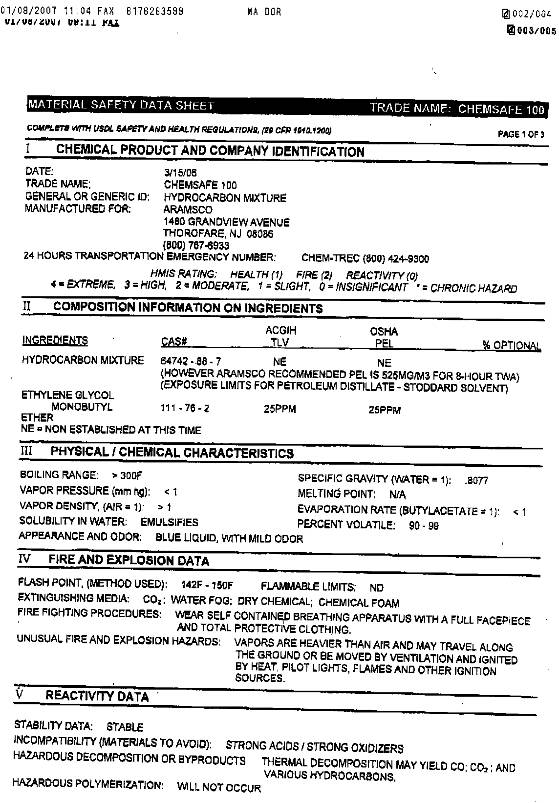 01/08/2007 11 04 FAX 6176263589 MA DOR 002/004
01/08/2007 09:11 FAX 003/005
MATERIAL SAFETY DATA SHEET TRADE NAME: CHEMSAFE 100
COMPLETE WITH USDL SAFETY AND HEALTH REGULATIONS, (29 CFR 1910.1200) PAGE 1 OF 3
I CHEMICAL PRODUCT AND COMPANY IDENTIFICATION
DATE: 3/15/06
TRADE NAME: CHEMSAFE 100
GENERAL OR GENERIC ID: HYDROCARBON MIXTURE
MANUFACTURED FOR: ARAMSCO
1480 GRANDVIEW AVENUE
THOROFARE, NJ 08086
(800) 767-6933
24 HOURS TRANSPORTATION EMERGENCY NUMBER: CHEM-TREC (800) 424-9300
HMIS RATING: HEALTH (1) FIRE (2) REACTIVITY (0)
4 = EXTREME, 3 = HIGH, 2 = MODERATE, 1 = SLIGHT, 0 = INSIGNIFICANT * = CHRONIC HAZARD
II COMPOSITION INFORMATION ON INGREDIENTS
ACGIH OSHA
INGREDIENTS CAS# TLV PEL % OPTIONAL
HYDROCARBON MIXTURE 64742 - 88 - 7 NE NE
(HOWEVER ARAMSCO RECOMMENDED PEL IS 525MG/M3 FOR 8-HOUR TWA)
(EXPOSURE LIMITS FOR PETROLEUM DISTILLATE - STODDARD SOLVENT)
ETHYLENE GLYCOL
MONOBUTYL 111 - 76 - 2 25PPM 25PPM
ETHER
NE = NON ESTABLISHED AT THIS TIME
III PHYSICAL / CHEMICAL CHARACTERISTICS
BOILING RANGE: > 300F SPECIFIC GRAVITY (WATER = 1): .8077
VAPOR PRESSURE (mm hg): < 1 MELTING POINT: N/A
VAPOR DENSITY, (AIR = 1): > 1 EVAPORATION RATE (BUTYLACETATE = 1): < 1
SOLUBILITY IN WATER: EMULSIFIES PERCENT VOLATILE: 90 - 99
APPEARANCE AND ODOR: BLUE LIQUID, WITH MILD ODOR
IV FIRE AND EXPLOSION DATA
FLASH POINT, (METHOD USED): 142F - 150F FLAMMABLE LIMITS: ND
EXTINGUISHING MEDIA: CO₂; WATER FOG; DRY CHEMICAL; CHEMICAL FOAM
FIRE FIGHTING PROCEDURES: WEAR SELF CONTAINED BREATHING APPARATUS WITH A FULL FACEPIECE
AND TOTAL PROTECTIVE CLOTHING.
UNUSUAL FIRE AND EXPLOSION HAZARDS: VAPORS ARE HEAVIER THAN AIR AND MAY TRAVEL ALONG
THE GROUND OR BE MOVED BY VENTILATION AND IGNITED
BY HEAT, PILOT LIGHTS, FLAMES AND OTHER IGNITION
SOURCES.
V REACTIVITY DATA
STABILITY DATA: STABLE
INCOMPATIBILITY (MATERIALS TO AVOID): STRONG ACIDS / STRONG OXIDIZERS
HAZARDOUS DECOMPOSITION OR BYPRODUCTS THERMAL DECOMPOSITION MAY YIELD CO; CO₂; AND
VARIOUS HYDROCARBONS.
HAZARDOUS POLYMERIZATION: WILL NOT OCCUR